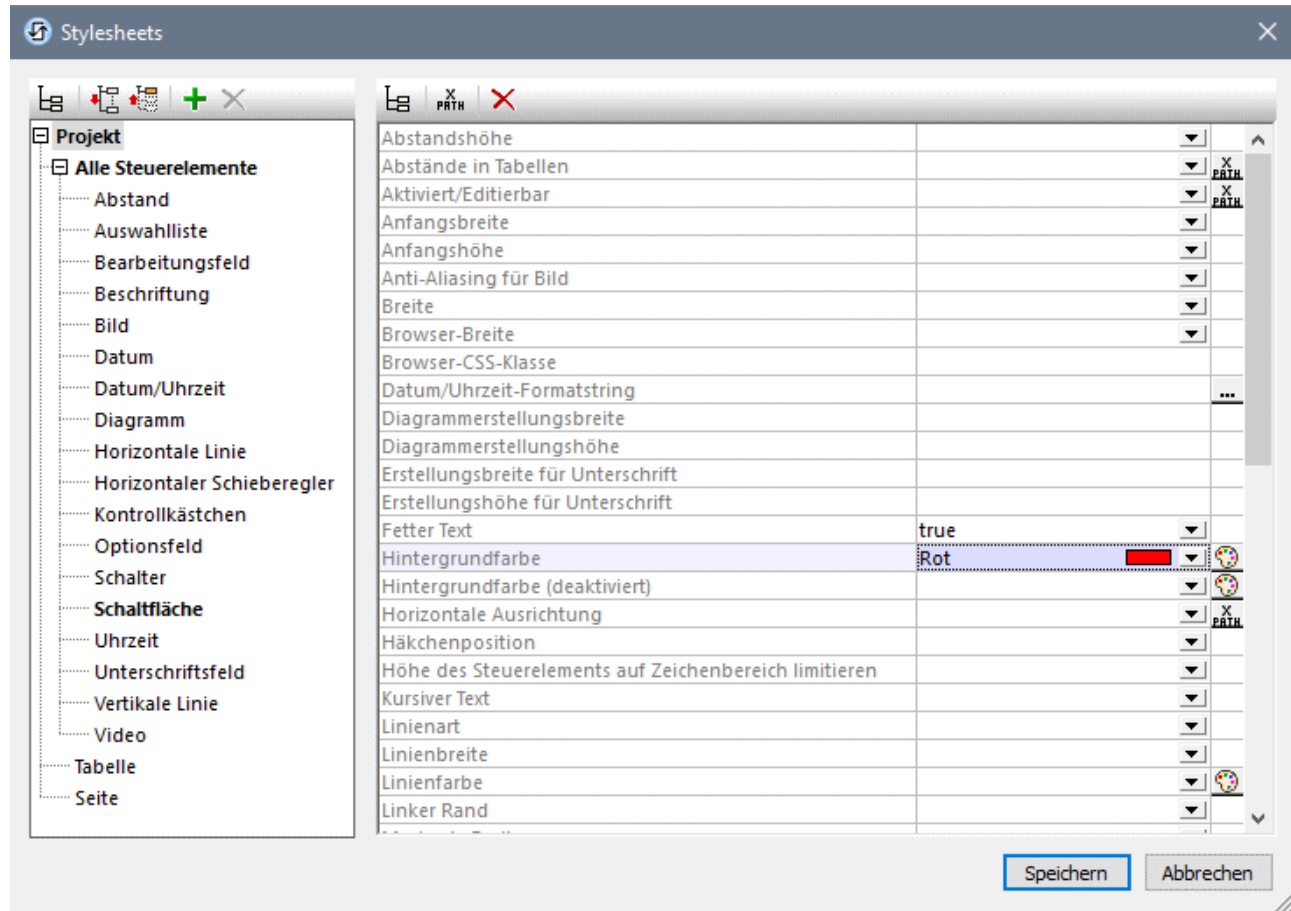 Stylesheets
X PATH
Projekt
Alle Steuerelemente
Abstand
Auswahlliste
Bearbeitungsfeld
Beschriftung
Bild
Datum
Datum/Uhrzeit
Diagramm
Horizontale Linie
Horizontaler Schieberegler
Kontrollkästchen
Optionsfeld
Schalter
Schaltfläche
Uhrzeit
Unterschriftsfeld
Vertikale Linie
Video
Tabelle
Seite
Abstandshöhe
Abstände in Tabellen X PATH
Aktiviert/Editierbar X PATH
Anfangsbreite
Anfangshöhe
Anti-Aliasing für Bild
Breite
Browser-Breite
Browser-CSS-Klasse
Datum/Uhrzeit-Formatstring ...
Diagrammerstellungsbreite
Diagrammerstellungshöhe
Erstellungsbreite für Unterschrift
Erstellungshöhe für Unterschrift
Fetter Text true
Hintergrundfarbe Rot
Hintergrundfarbe (deaktiviert)
Horizontale Ausrichtung X PATH
Häkchenposition
Höhe des Steuerelements auf Zeichenbereich limitieren
Kursiver Text
Linienart
Linienbreite
Linienfarbe
Linker Rand
Speichern Abbrechen